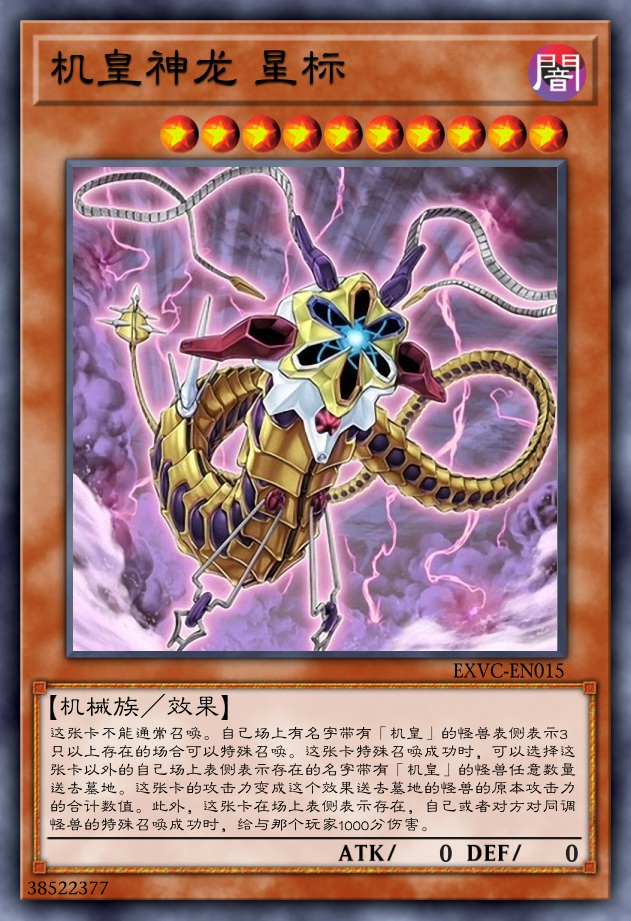 机皇神龙 星标
闇
EXVC-EN015
【机械族／效果】
这张卡不能通常召唤。自己场上有名字带有「机皇」的怪兽表侧表示3
只以上存在的场合可以特殊召唤。这张卡特殊召唤成功时，可以选择这
张卡以外的自己场上表侧表示存在的名字带有「机皇」的怪兽任意数量
送去墓地。这张卡的攻击力变成这个效果送去墓地的怪兽的原本攻击力
的合计数值。此外，这张卡在场上表侧表示存在，自己或者对方对同调
怪兽的特殊召唤成功时，给与那个玩家1000分伤害。
ATK/ 0 DEF/ 0
38522377